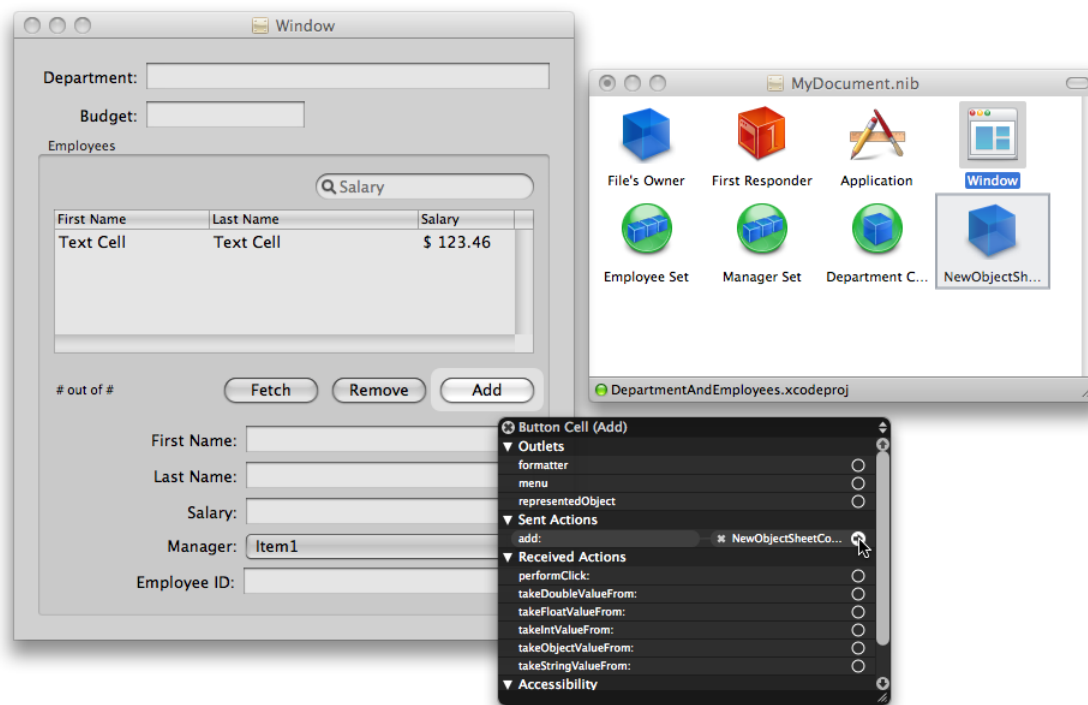 Window
Department:
Budget:
Employees
Salary
First Name Last Name Salary
Text Cell Text Cell $ 123.46
# out of # Fetch Remove Add
First Name:
Last Name:
Salary:
Manager: Item1
Employee ID:
MyDocument.nib
1
File's Owner First Responder Application Window
Employee Set Manager Set Department C... NewObjectSh...
DepartmentAndEmployees.xcodeproj
Button Cell (Add)
Outlets
formatter
menu
representedObject
Sent Actions
add: NewObjectSheetCo...
Received Actions
performClick:
takeDoubleValueFrom:
takeFloatValueFrom:
takeIntValueFrom:
takeObjectValueFrom:
takeStringValueFrom:
Accessibility